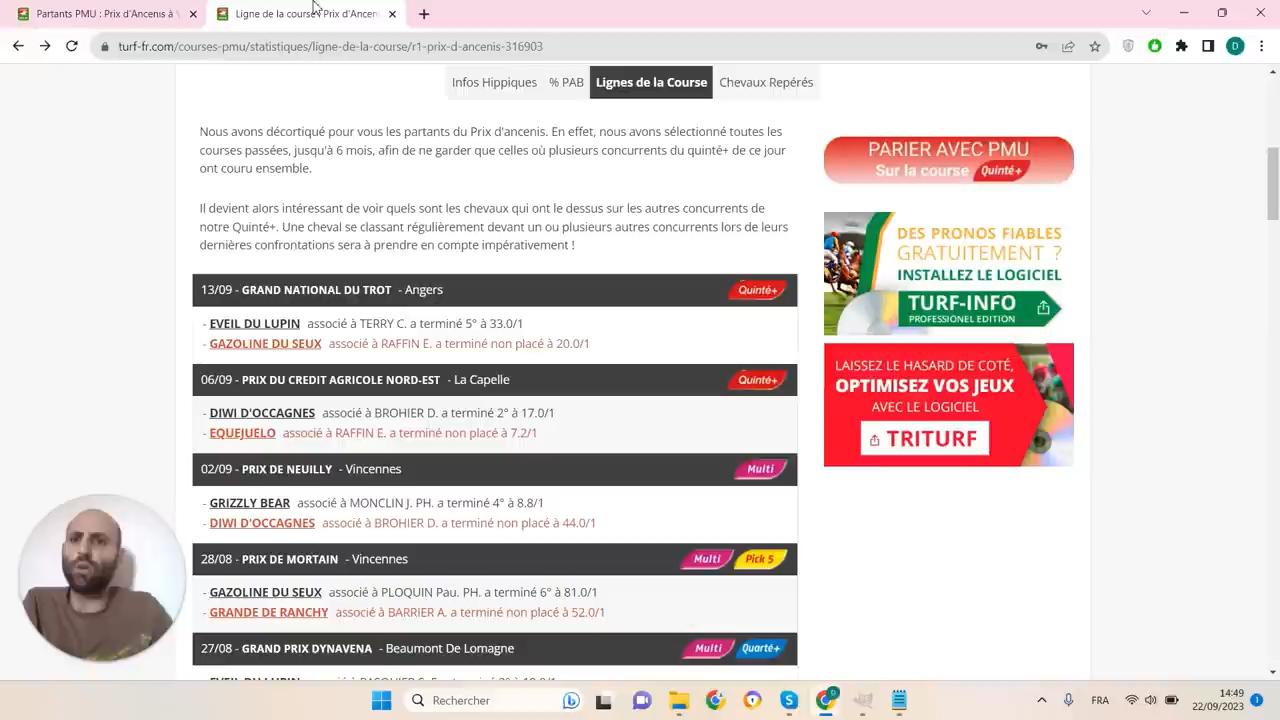 PMU : Prix d'Ancenis à V
Ligne de la course Prix d'Ancen
turf-fr.com/courses-pmu/statistiques/ligne-de-la-course/r1-prix-d-ancenis-316903
D
Infos Hippiques % PAB Lignes de la Course Chevaux Repérés
Nous avons décortiqué pour vous les partants du Prix d'ancenis. En effet, nous avons sélectionné toutes les
courses passées, jusqu'à 6 mois, afin de ne garder que celles où plusieurs concurrents du quinté+ de ce jour
ont couru ensemble.
Il devient alors intéressant de voir quels sont les chevaux qui ont le dessus sur les autres concurrents de
notre Quinté+. Une cheval se classant régulièrement devant un ou plusieurs autres concurrents lors de leurs
dernières confrontations sera à prendre en compte impérativement !
13/09 - GRAND NATIONAL DU TROT - Angers Quinté+
- EVEIL DU LUPIN associé à TERRY C. a terminé 5° à 33.0/1
- GAZOLINE DU SEUX associé à RAFFIN E. a terminé non placé à 20.0/1
06/09 - PRIX DU CREDIT AGRICOLE NORD-EST - La Capelle Quinté+
- DIWI D'OCCAGNES associé à BROHIER D. a terminé 2° à 17.0/1
- EQUEJUELO associé à RAFFIN E. a terminé non placé à 7.2/1
02/09 - PRIX DE NEUILLY - Vincennes Multi
- GRIZZLY BEAR associé à MONCLIN J. PH. a terminé 4° à 8.8/1
- DIWI D'OCCAGNES associé à BROHIER D. a terminé non placé à 44.0/1
28/08 - PRIX DE MORTAIN - Vincennes Multi Pick 5
- GAZOLINE DU SEUX associé à PLOQUIN Pau. PH. a terminé 6° à 81.0/1
- GRANDE DE RANCHY associé à BARRIER A. a terminé non placé à 52.0/1
27/08 - GRAND PRIX DYNAVENA - Beaumont De Lomagne Multi Quarté+
PARIER AVEC PMU
Sur la course Quinté+
DES PRONOS FIABLES
GRATUITEMENT ?
INSTALLEZ LE LOGICIEL
TURF-INFO
PROFESSIONEL EDITION
LAISSEZ LE HASARD DE COTÉ,
OPTIMISEZ VOS JEUX
AVEC LE LOGICIEL
TRITURF
Rechercher
FRA
14:49
22/09/2023